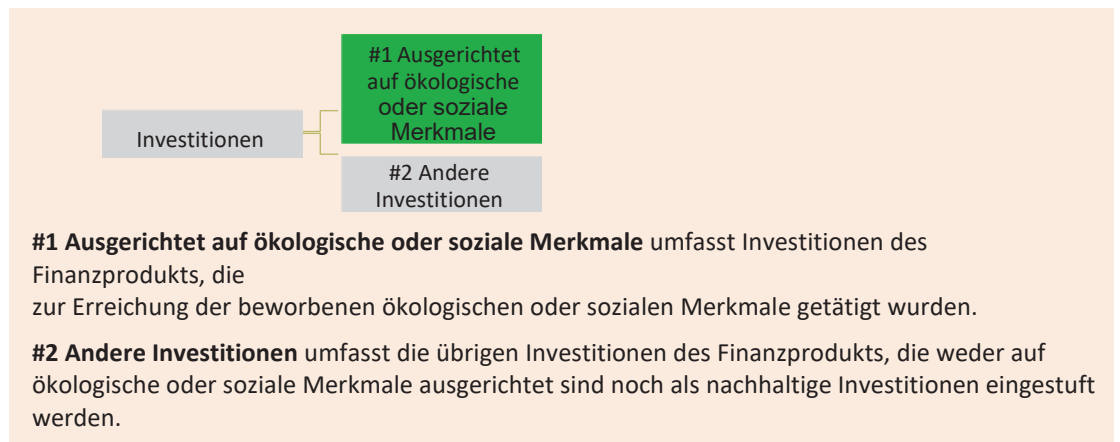 #1 Ausgerichtet
auf ökologische
oder soziale
Merkmale
Investitionen
#2 Andere
Investitionen
#1 Ausgerichtet auf ökologische oder soziale Merkmale umfasst Investitionen des
Finanzprodukts, die
zur Erreichung der beworbenen ökologischen oder sozialen Merkmale getätigt wurden.
#2 Andere Investitionen umfasst die übrigen Investitionen des Finanzprodukts, die weder auf
ökologische oder soziale Merkmale ausgerichtet sind noch als nachhaltige Investitionen eingestuft
werden.